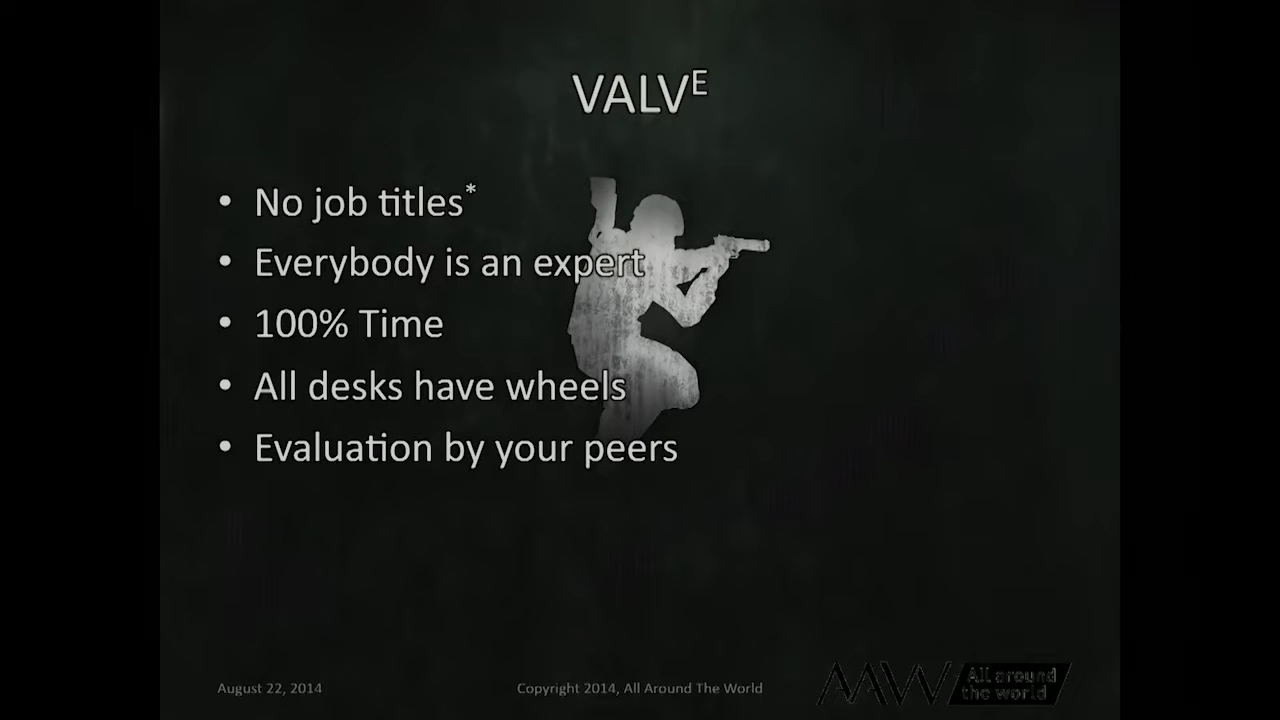 VALVE
• No job titles*
• Everybody is an expert
• 100% Time
• All desks have wheels
• Evaluation by your peers
August 22, 2014
Copyright 2014, All Around The World
AAW
All around
the world